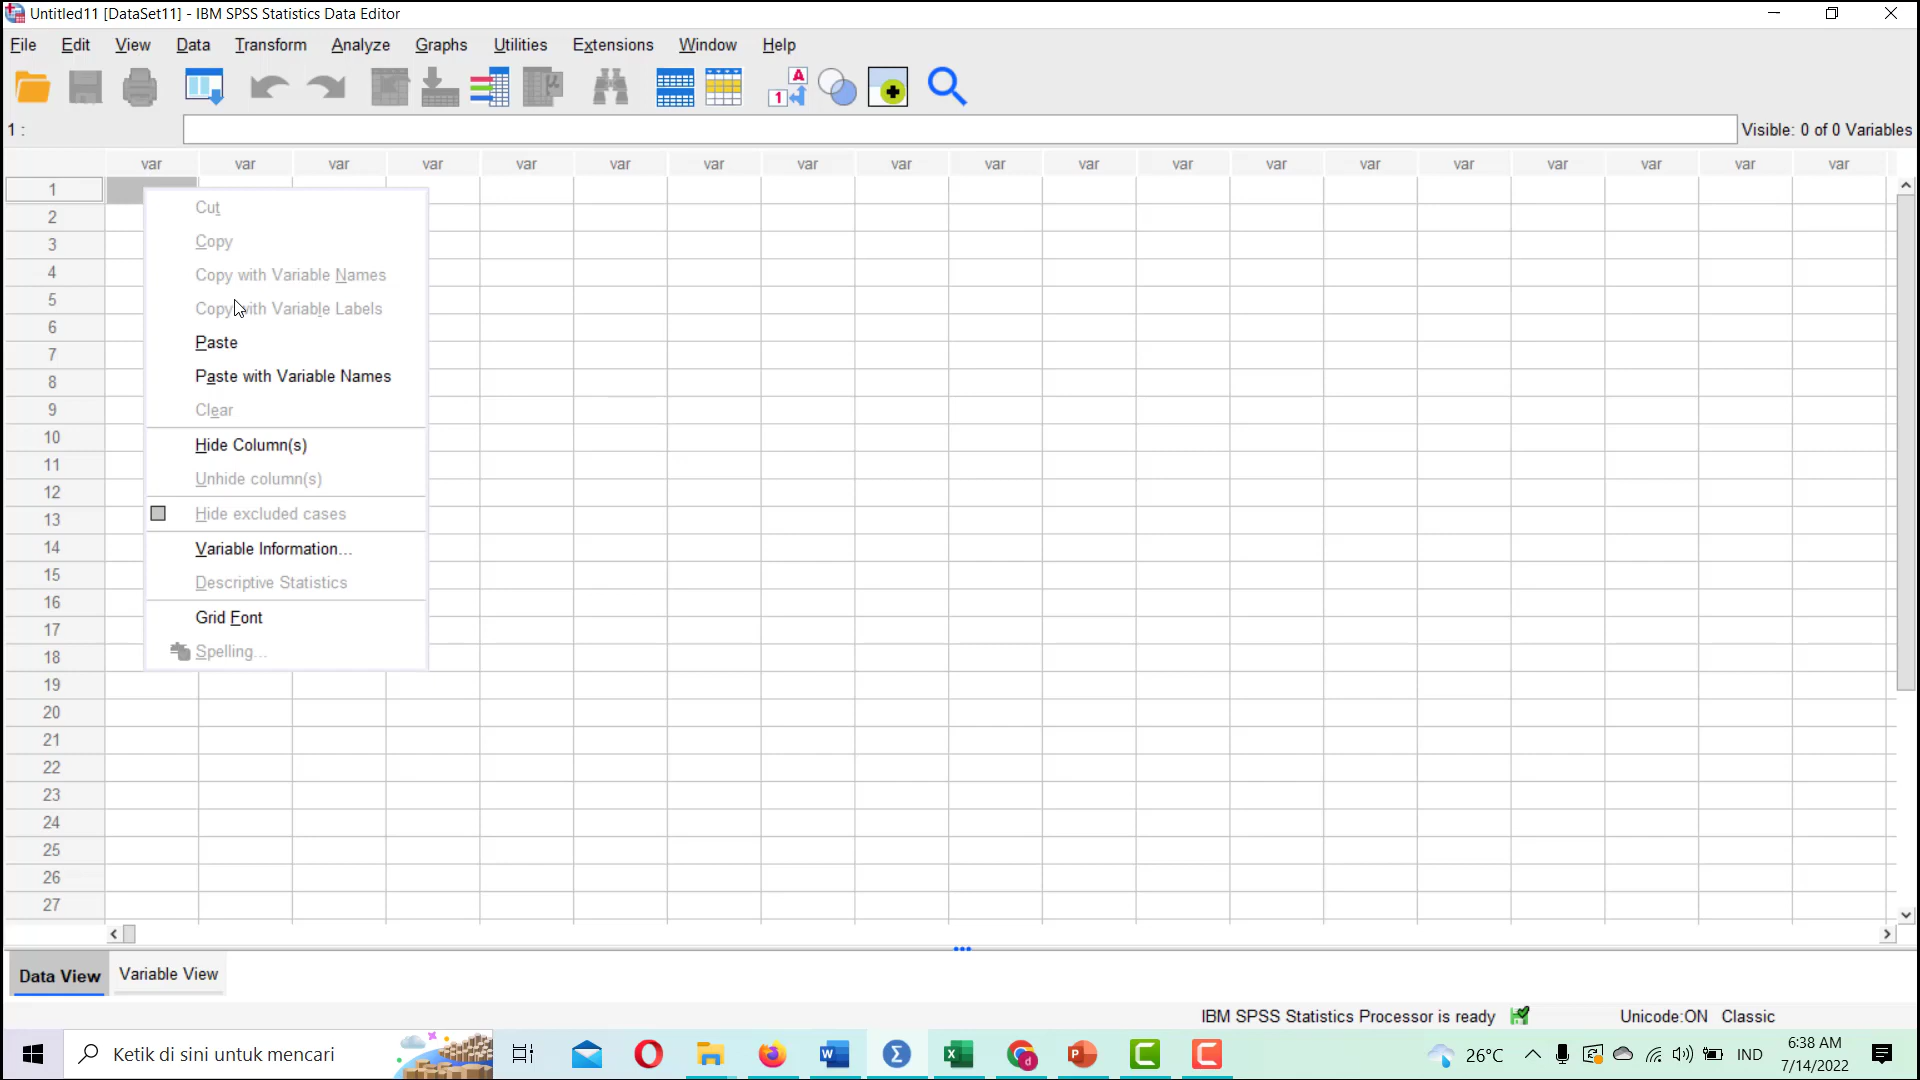 Untitled11 [DataSet11] - IBM SPSS Statistics Data Editor
File Edit View Data Transform Analyze Graphs Utilities Extensions Window Help
1 :
Visible: 0 of 0 Variables
var var var var var var var var var var var var var var var var var var var
1
Cut
2
3
Copy
4
Copy with Variable Names
5
Copy with Variable Labels
6
Paste
7
Paste with Variable Names
8
9
Clear
10
Hide Column(s)
11
Unhide column(s)
12
13
Hide excluded cases
14
Variable Information...
15
Descriptive Statistics
16
Grid Font
17
18
Spelling...
19
20
21
22
23
24
25
26
27
Data View Variable View
IBM SPSS Statistics Processor is ready Unicode:ON Classic
Ketik di sini untuk mencari
26°C IND
6:38 AM
7/14/2022